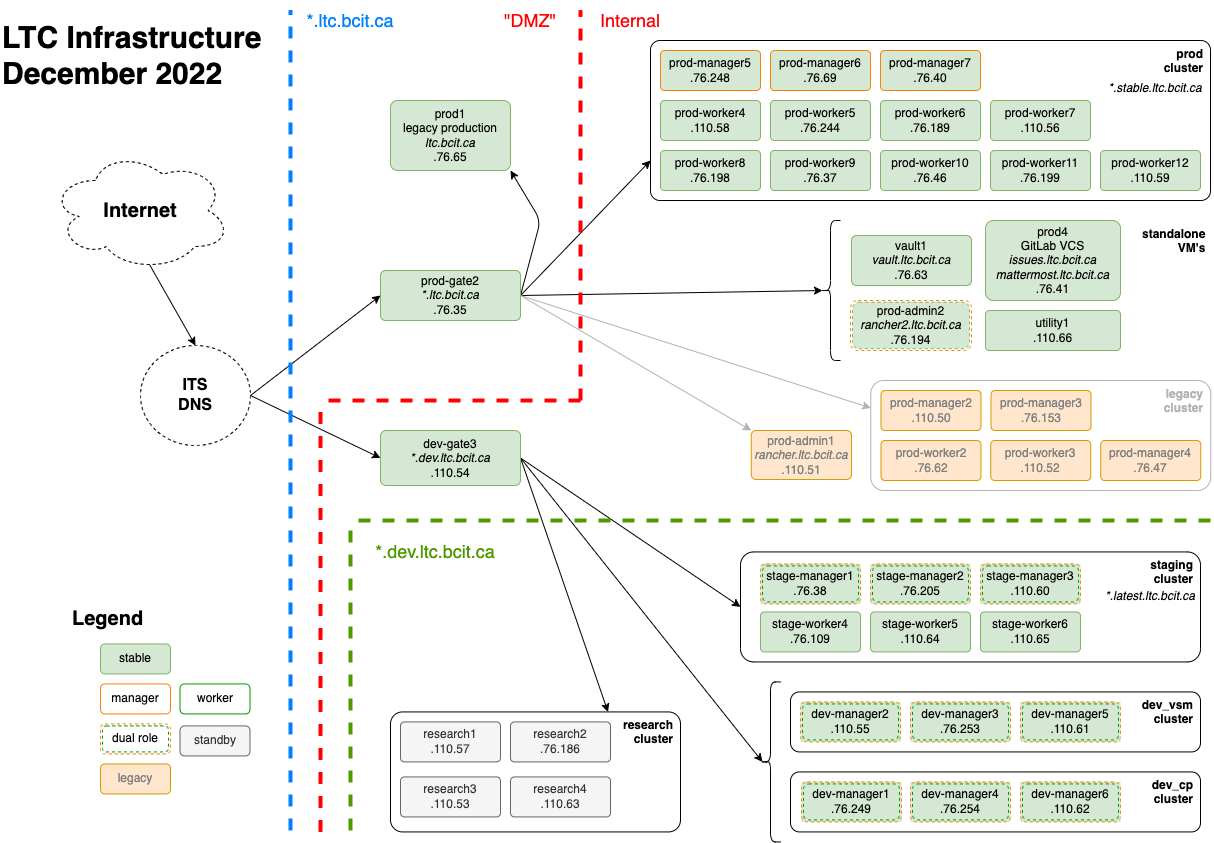 LTC Infrastructure
December 2022
*.ltc.bcit.ca
"DMZ"
Internal
Internet
ITS
DNS
prod1
legacy production
ltc.bcit.ca
.76.65
prod-gate2
*.ltc.bcit.ca
.76.35
dev-gate3
*.dev.ltc.bcit.ca
.110.54
prod
cluster
*.stable.ltc.bcit.ca
prod-manager5
.76.248
prod-manager6
.76.69
prod-manager7
.76.40
prod-worker4
.110.58
prod-worker5
.76.244
prod-worker6
.76.189
prod-worker7
.110.56
prod-worker8
.76.198
prod-worker9
.76.37
prod-worker10
.76.46
prod-worker11
.76.199
prod-worker12
.110.59
standalone
VM's
vault1
vault.ltc.bcit.ca
.76.63
prod4
GitLab VCS
issues.ltc.bcit.ca
mattermost.ltc.bcit.ca
.76.41
prod-admin2
rancher2.ltc.bcit.ca
.76.194
utility1
.110.66
legacy
cluster
prod-manager2
.110.50
prod-manager3
.76.153
prod-admin1
rancher.ltc.bcit.ca
.110.51
prod-worker2
.76.62
prod-worker3
.110.52
prod-manager4
.76.47
*.dev.ltc.bcit.ca
staging
cluster
*.latest.ltc.bcit.ca
stage-manager1
.76.38
stage-manager2
.76.205
stage-manager3
.110.60
stage-worker4
.76.109
stage-worker5
.110.64
stage-worker6
.110.65
dev_vsm
cluster
dev-manager2
.110.55
dev-manager3
.76.253
dev-manager5
.110.61
dev_cp
cluster
dev-manager1
.76.249
dev-manager4
.76.254
dev-manager6
.110.62
research
cluster
research1
.110.57
research2
.76.186
research3
.110.53
research4
.110.63
Legend
stable
manager
worker
dual role
standby
legacy